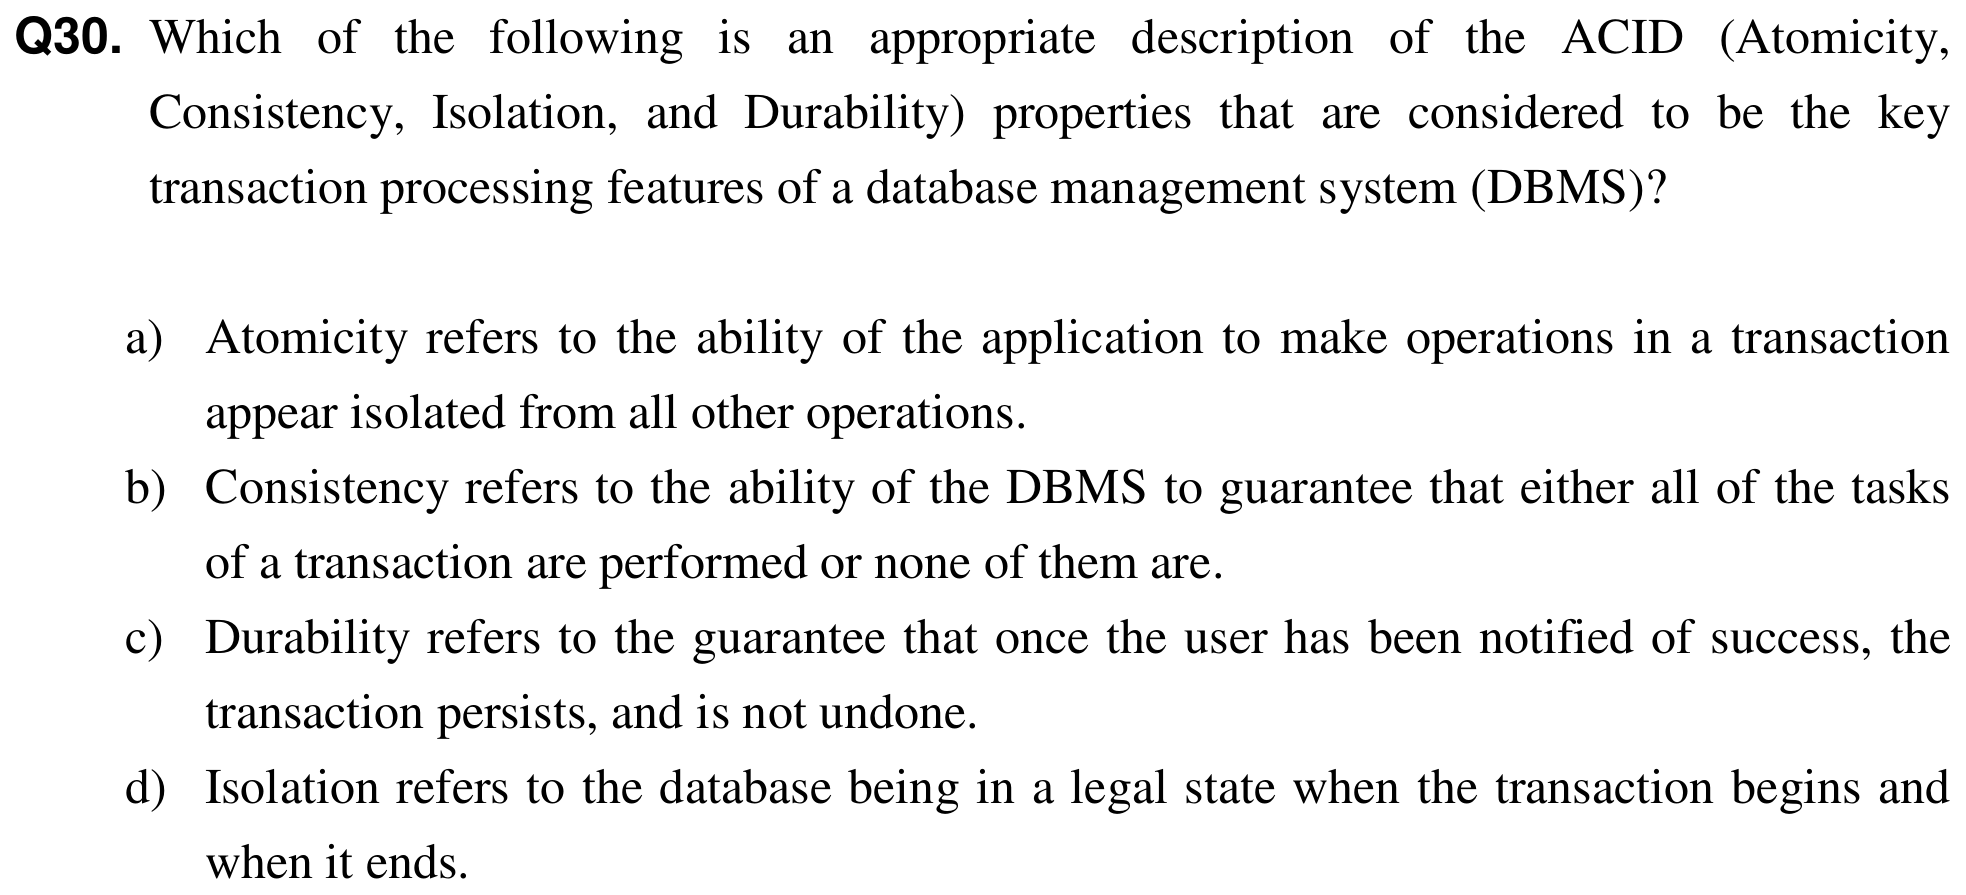 Q30. Which of the following is an appropriate description of the ACID (Atomicity,
Consistency, Isolation, and Durability) properties that are considered to be the key
transaction processing features of a database management system (DBMS)?
a) Atomicity refers to the ability of the application to make operations in a transaction
appear isolated from all other operations.
b) Consistency refers to the ability of the DBMS to guarantee that either all of the tasks
of a transaction are performed or none of them are.
c) Durability refers to the guarantee that once the user has been notified of success, the
transaction persists, and is not undone.
d) Isolation refers to the database being in a legal state when the transaction begins and
when it ends.